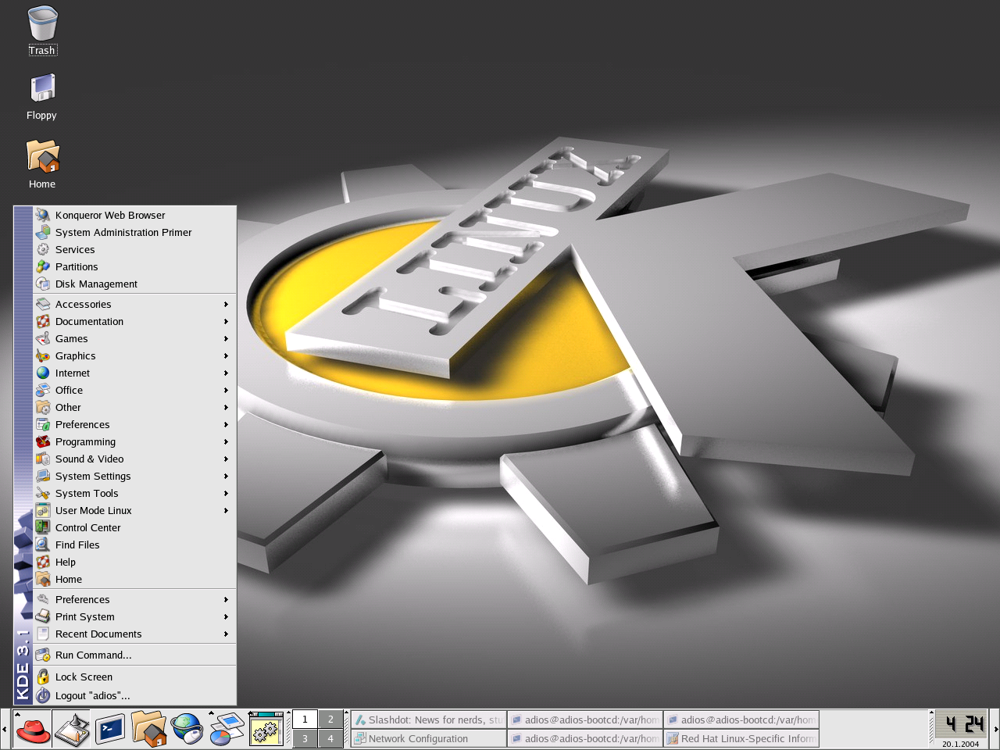 Trash
Floppy
Home
LINUX
Konqueror Web Browser
System Administration Primer
Services
Partitions
Disk Management
Accessories
Documentation
Games
Graphics
Internet
Office
Other
Preferences
Programming
Sound & Video
System Settings
System Tools
User Mode Linux
Control Center
Find Files
Help
Home
Preferences
Print System
Recent Documents
Run Command...
Lock Screen
Logout "adios"...
KDE 3.1
1 2
3 4
Slashdot: News for nerds, stu
adios@adios-bootcd:/var/hom
adios@adios-bootcd:/var/hom
Network Configuration
adios@adios-bootcd:/var/hom
Red Hat Linux-Specific Inform
4 24
20.1.2004